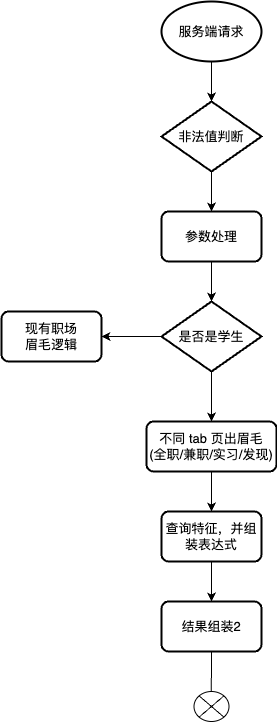 服务端请求
非法值判断
参数处理
现有职场
眉毛逻辑
是否是学生
不同 tab 页出眉毛
(全职/兼职/实习/发现)
查询特征，并组
装表达式
结果组装2